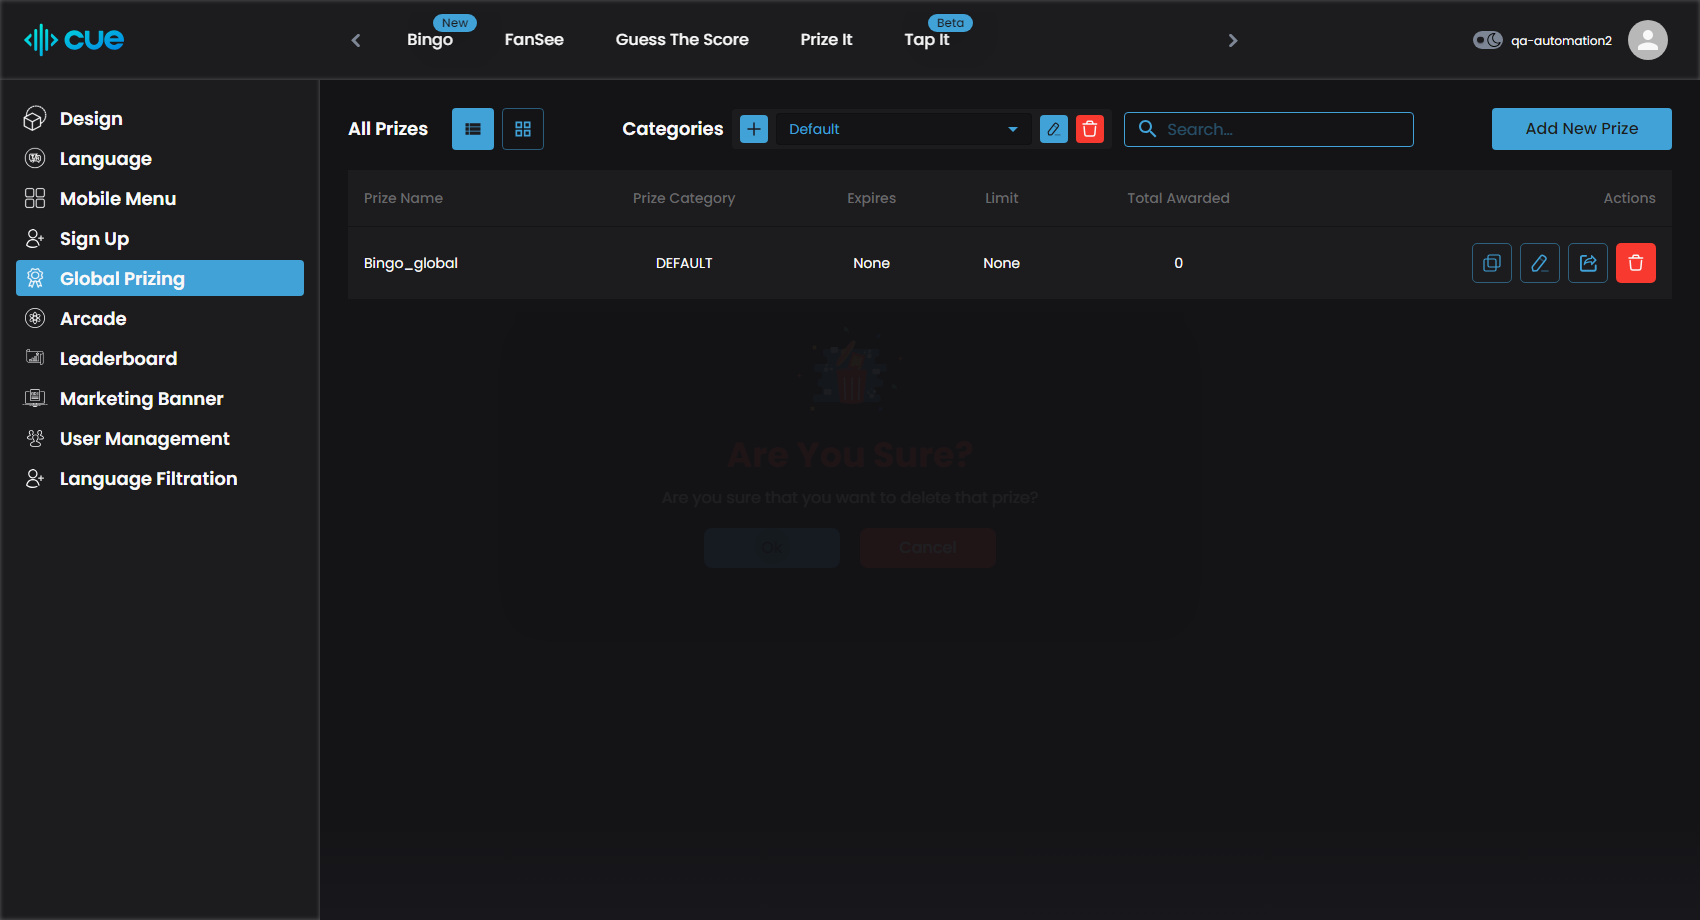 cue
New
Beta
Bingo FanSee Guess The Score Prize It Tap It
qa-automation2
Design
Language
Mobile Menu
Sign Up
Global Prizing
Arcade
Leaderboard
Marketing Banner
User Management
Language Filtration
All Prizes
Categories
Default
Search...
Add New Prize
Prize Name Prize Category Expires Limit Total Awarded Actions
Bingo_global DEFAULT None None 0
Are You Sure?
Are you sure that you want to delete that prize?
Ok
Cancel